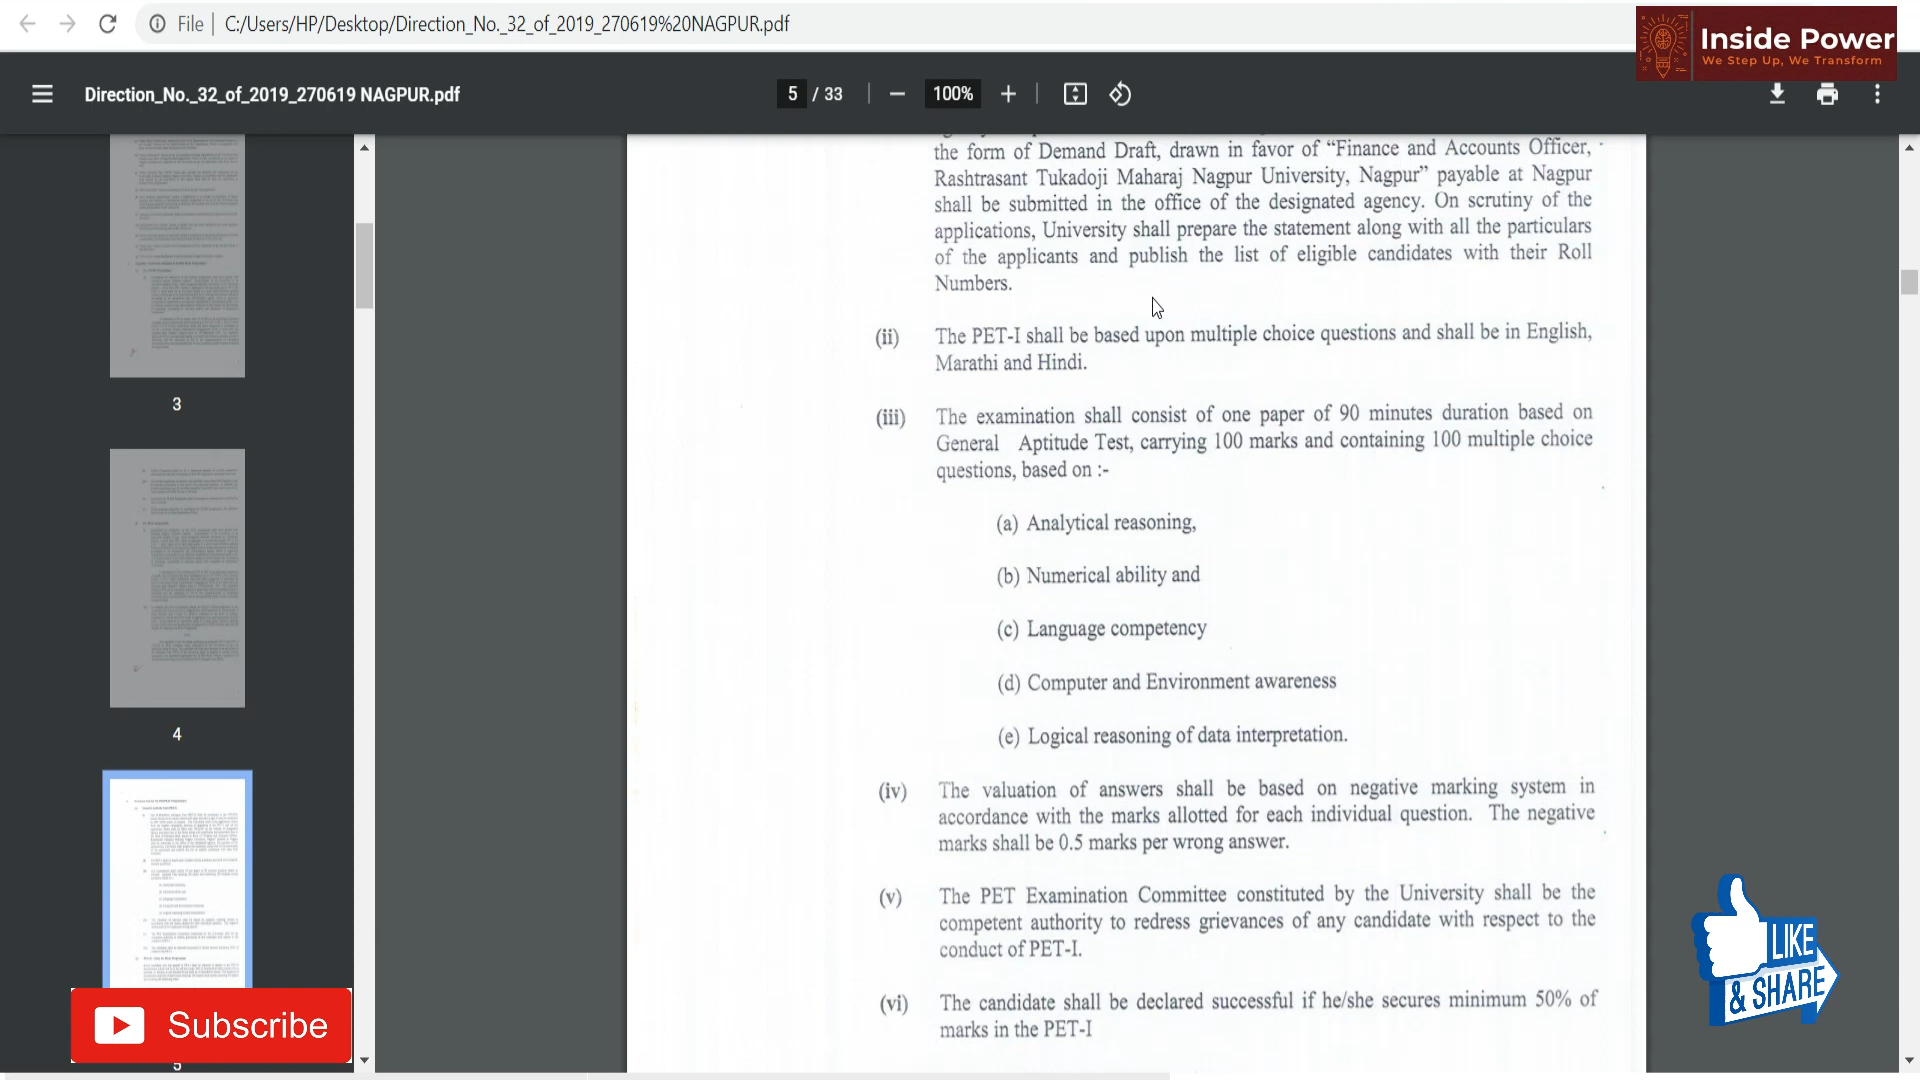 File | C:/Users/HP/Desktop/Direction_No._32_of_2019_270619%20NAGPUR.pdf
Inside Power
We Step Up, We Transform
Direction_No._32_of_2019_270619 NAGPUR.pdf
5 / 33
100%
the form of Demand Draft, drawn in favor of “Finance and Accounts Officer,
Rashtrasant Tukadoji Maharaj Nagpur University, Nagpur” payable at Nagpur
shall be submitted in the office of the designated agency. On scrutiny of the
applications, University shall prepare the statement along with all the particulars
of the applicants and publish the list of eligible candidates with their Roll
Numbers.
(ii) The PET-I shall be based upon multiple choice questions and shall be in English,
Marathi and Hindi.
(iii) The examination shall consist of one paper of 90 minutes duration based on
General Aptitude Test, carrying 100 marks and containing 100 multiple choice
questions, based on :-
(a) Analytical reasoning,
(b) Numerical ability and
(c) Language competency
(d) Computer and Environment awareness
(e) Logical reasoning of data interpretation.
(iv) The valuation of answers shall be based on negative marking system in
accordance with the marks allotted for each individual question. The negative
marks shall be 0.5 marks per wrong answer.
(v) The PET Examination Committee constituted by the University shall be the
competent authority to redress grievances of any candidate with respect to the
conduct of PET-I.
(vi) The candidate shall be declared successful if he/she secures minimum 50% of
marks in the PET-I
3
4
5
Subscribe
LIKE
& SHARE